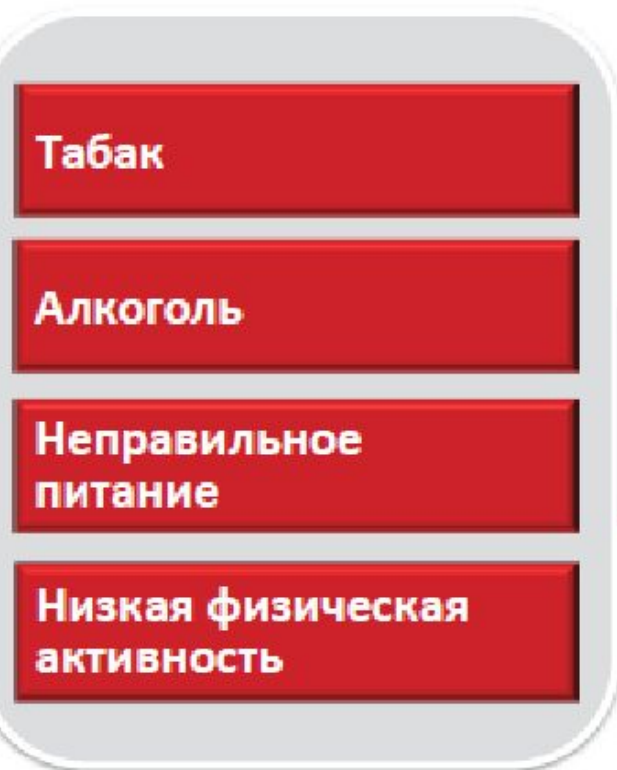 Табак
Алкоголь
Неправильное
питание
Низкая физическая
активность